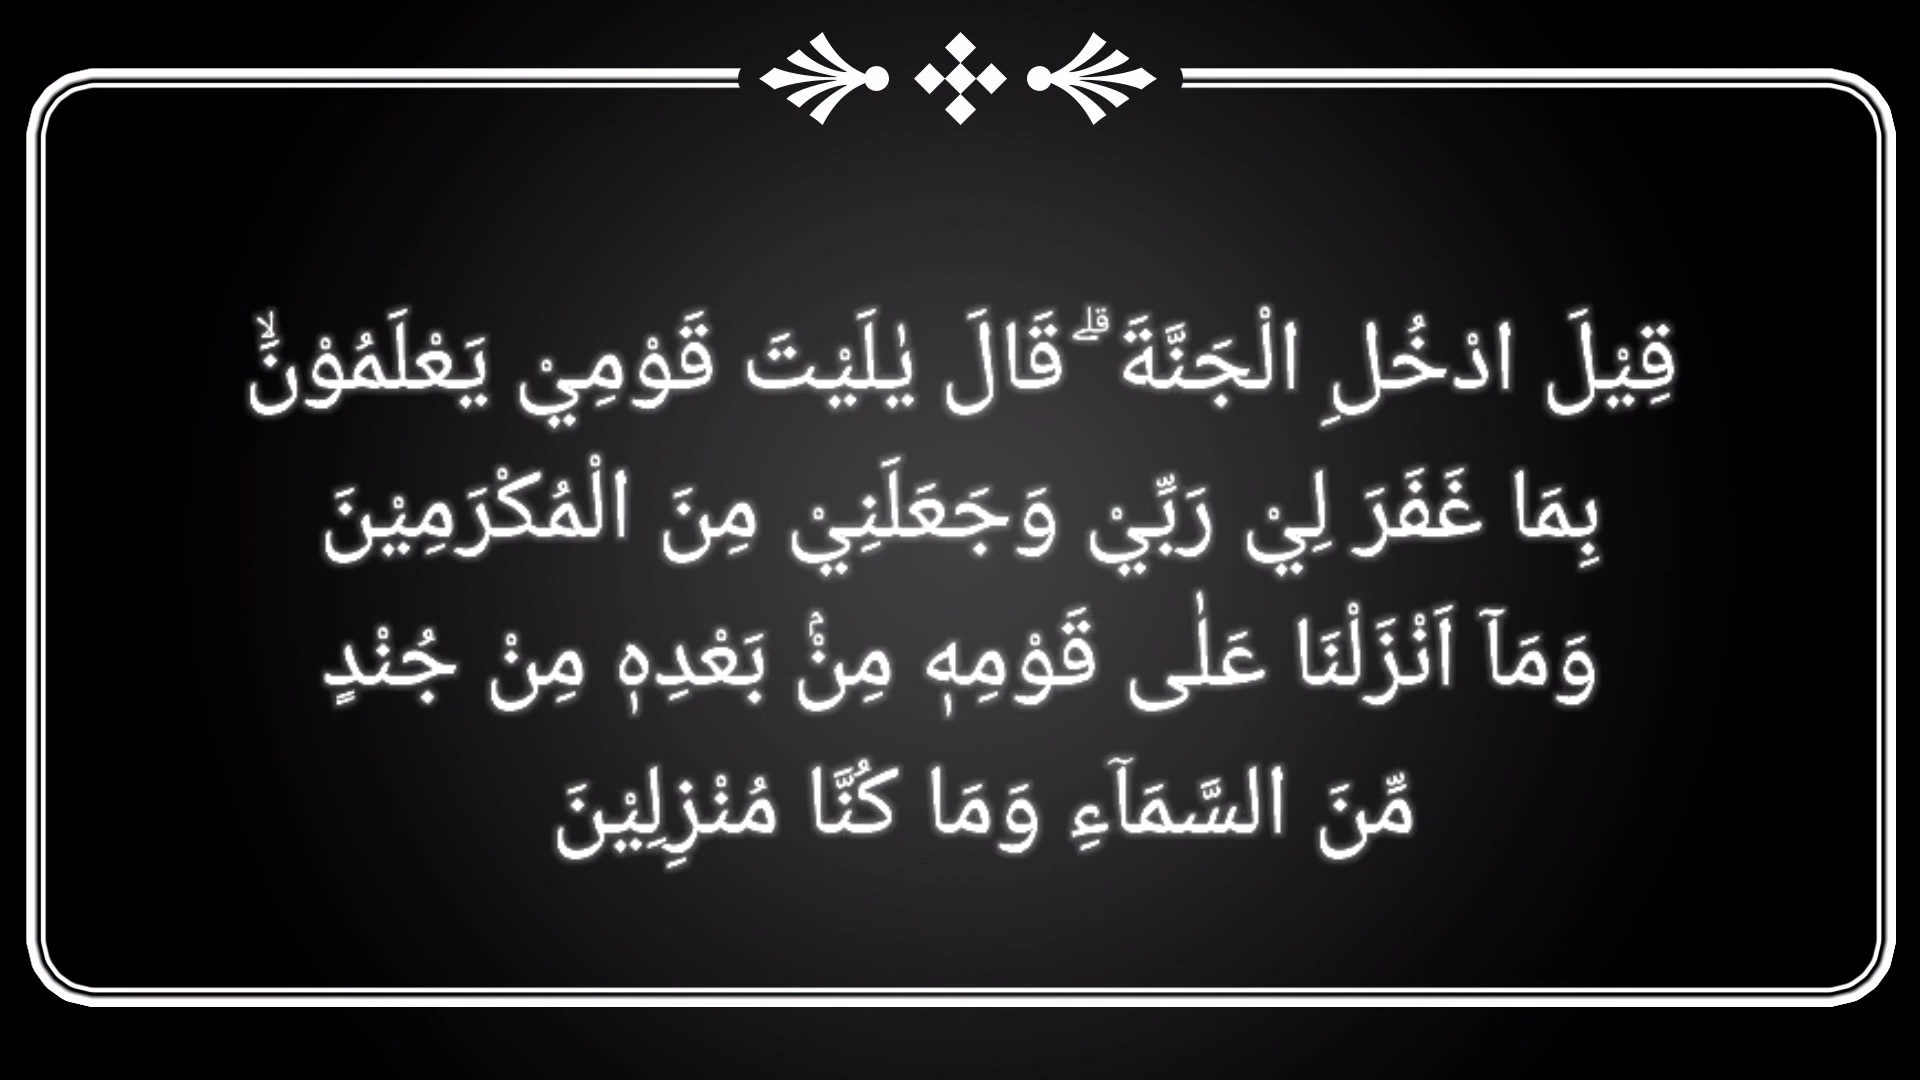 قِيْلَ ادْخُلِ الْجَنَّةَ ۗ قَالَ يٰلَيْتَ قَوْمِيْ يَعْلَمُوْنَۙ
بِمَا غَفَرَ لِيْ رَبِّيْ وَجَعَلَنِيْ مِنَ الْمُكْرَمِيْنَ
وَمَآ اَنْزَلْنَا عَلٰى قَوْمِهٖ مِنْۢ بَعْدِهٖ مِنْ جُنْدٍ
مِّنَ السَّمَآءِ وَمَا كُنَّا مُنْزِلِيْنَ